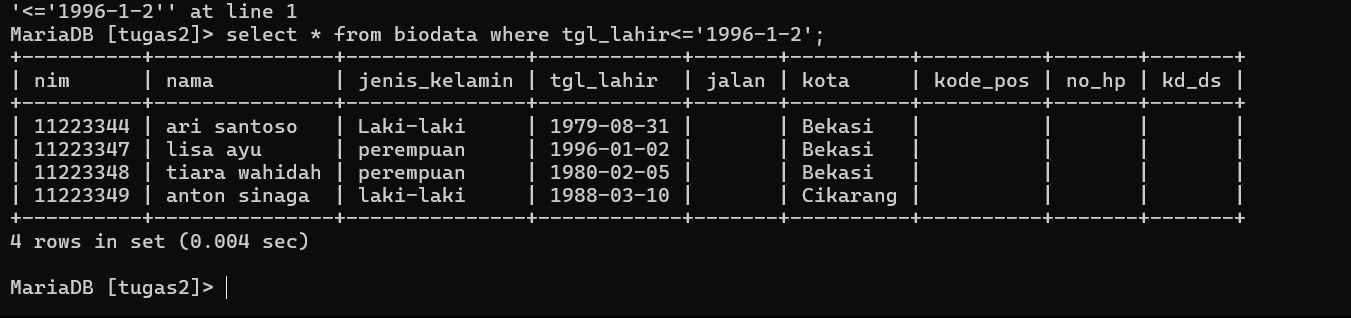 '<='1996-1-2'' at line 1
MariaDB [tugas2]> select * from biodata where tgl_lahir<='1996-1-2';
+----------+---------------+---------------+------------+-------+----------+----------+-------+-------+
| nim      | nama          | jenis_kelamin | tgl_lahir  | jalan | kota     | kode_pos | no_hp | kd_ds |
+----------+---------------+---------------+------------+-------+----------+----------+-------+-------+
| 11223344 | ari santoso   | Laki-laki     | 1979-08-31 |       | Bekasi   |          |       |       |
| 11223347 | lisa ayu      | perempuan     | 1996-01-02 |       | Bekasi   |          |       |       |
| 11223348 | tiara wahidah | perempuan     | 1980-02-05 |       | Bekasi   |          |       |       |
| 11223349 | anton sinaga  | laki-laki     | 1988-03-10 |       | Cikarang |          |       |       |
+----------+---------------+---------------+------------+-------+----------+----------+-------+-------+
4 rows in set (0.004 sec)
MariaDB [tugas2]>